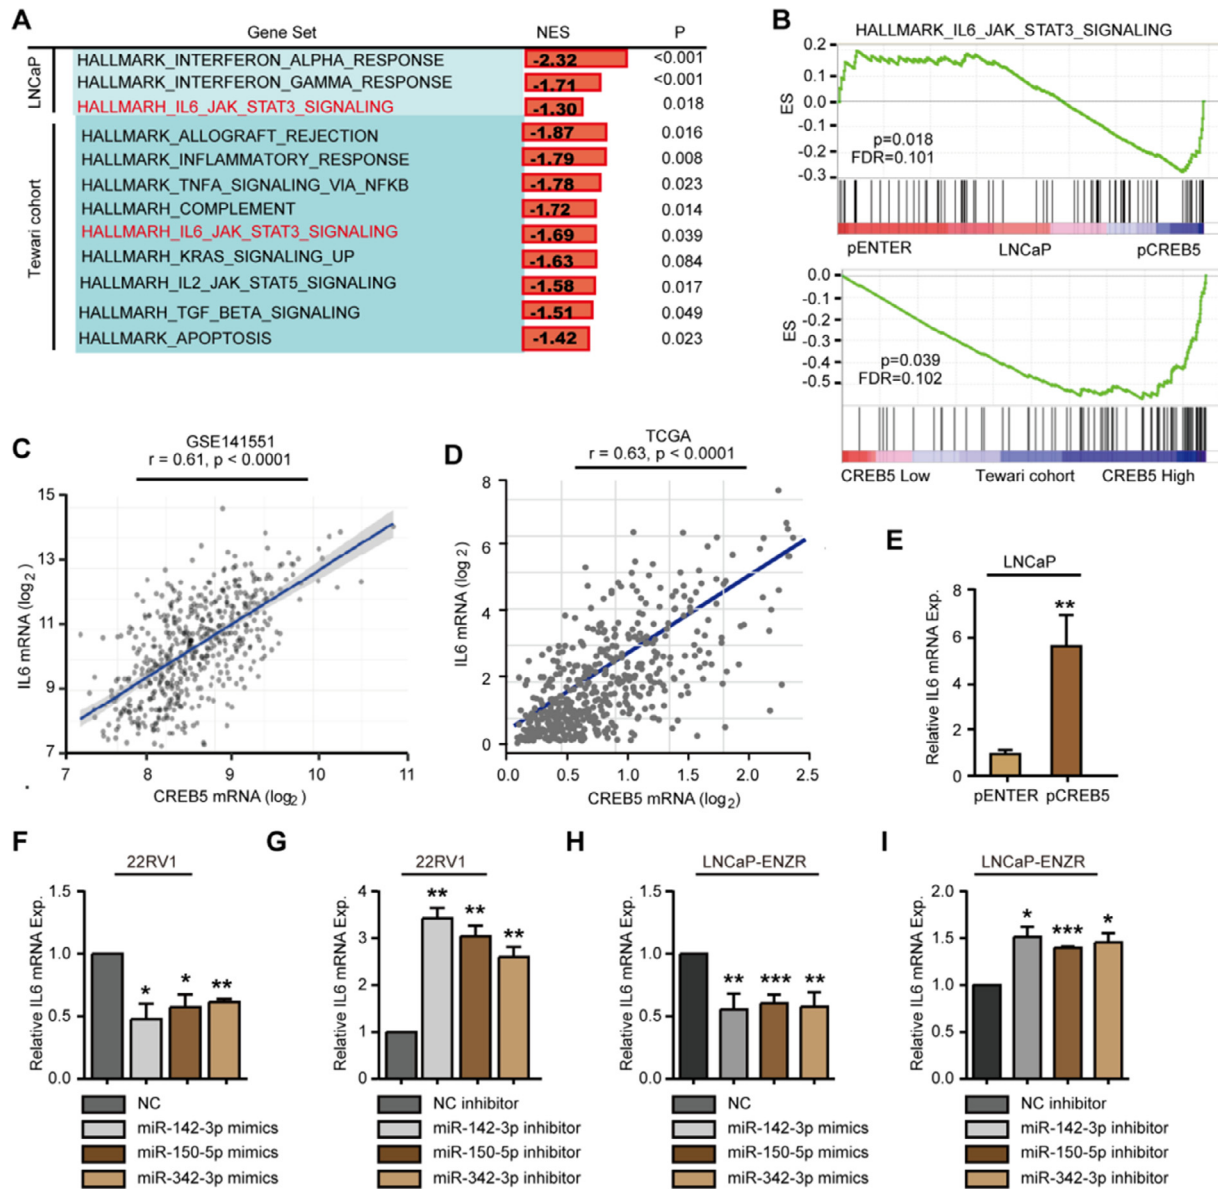 A
Gene Set NES P
LNCaP
HALLMARK_INTERFERON_ALPHA_RESPONSE -2.32 <0.001
HALLMARK_INTERFERON_GAMMA_RESPONSE -1.71 <0.001
HALLMARH_IL6_JAK_STAT3_SIGNALING -1.30 0.018
Tewari cohort
HALLMARK_ALLOGRAFT_REJECTION -1.87 0.016
HALLMARK_INFLAMMATORY_RESPONSE -1.79 0.008
HALLMARK_TNFA_SIGNALING_VIA_NFKB -1.78 0.023
HALLMARH_COMPLEMENT -1.72 0.014
HALLMARH_IL6_JAK_STAT3_SIGNALING -1.69 0.039
HALLMARH_KRAS_SIGNALING_UP -1.63 0.084
HALLMARH_IL2_JAK_STAT5_SIGNALING -1.58 0.017
HALLMARH_TGF_BETA_SIGNALING -1.51 0.049
HALLMARK_APOPTOSIS -1.42 0.023
B
HALLMARK_IL6_JAK_STAT3_SIGNALING
ES
0.2
0.1
0.0
-0.1
-0.2
-0.3
p=0.018
FDR=0.101
pENTER LNCaP pCREB5
ES
0.0
-0.1
-0.2
-0.3
-0.4
-0.5
p=0.039
FDR=0.102
CREB5 Low Tewari cohort CREB5 High
C
GSE141551
r = 0.61, p < 0.0001
IL6 mRNA (log2)
15
13
11
9
7
7 8 9 10 11
CREB5 mRNA (log2)
D
TCGA
r = 0.63, p < 0.0001
IL6 mRNA (log2)
8
6
4
2
0
0.0 0.5 1.0 1.5 2.0 2.5
CREB5 mRNA (log2)
E
LNCaP
Relative IL6 mRNA Exp.
8
6
4
2
0
**
pENTER pCREB5
F
22RV1
Relative IL6 mRNA Exp.
1.5
1.0
0.5
0.0
* * **
NC
miR-142-3p mimics
miR-150-5p mimics
miR-342-3p mimics
G
22RV1
Relative IL6 mRNA Exp.
4
3
2
1
0
** ** **
NC inhibitor
miR-142-3p inhibitor
miR-150-5p inhibitor
miR-342-3p inhibitor
H
LNCaP-ENZR
Relative IL6 mRNA Exp.
1.5
1.0
0.5
0.0
** *** **
NC
miR-142-3p mimics
miR-150-5p mimics
miR-342-3p mimics
I
LNCaP-ENZR
Relative IL6 mRNA Exp.
2.0
1.5
1.0
0.5
0.0
* *** *
NC inhibitor
miR-142-3p inhibitor
miR-150-5p inhibitor
miR-342-3p inhibitor